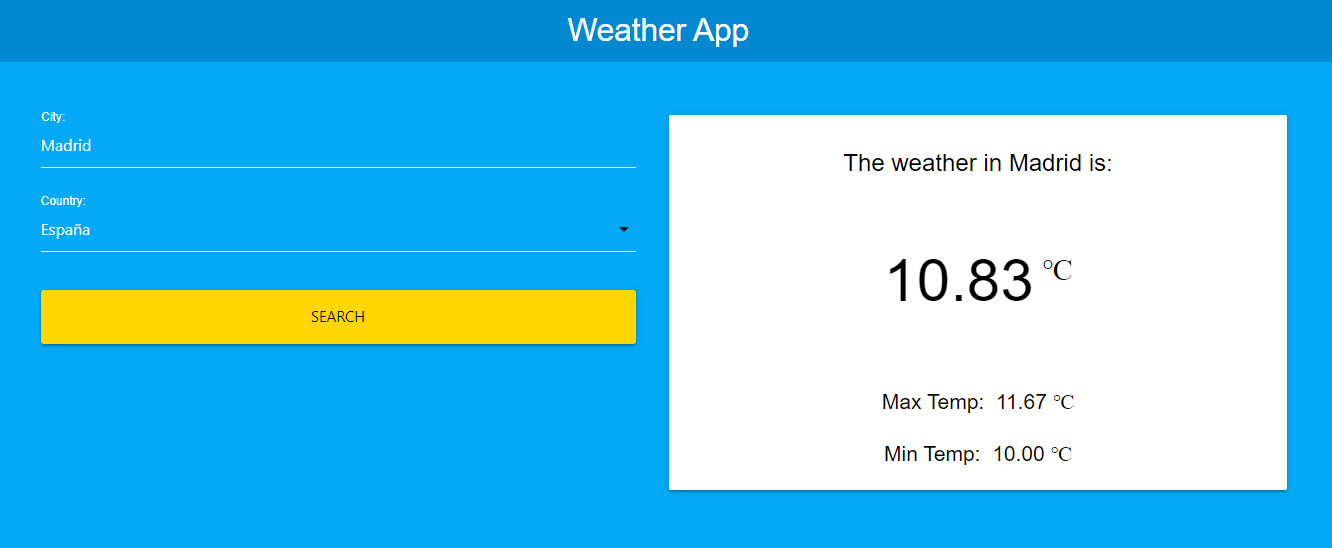 Weather App
City:
Madrid
Country:
España
SEARCH
The weather in Madrid is:
10.83 ℃
Max Temp: 11.67 ℃
Min Temp: 10.00 ℃